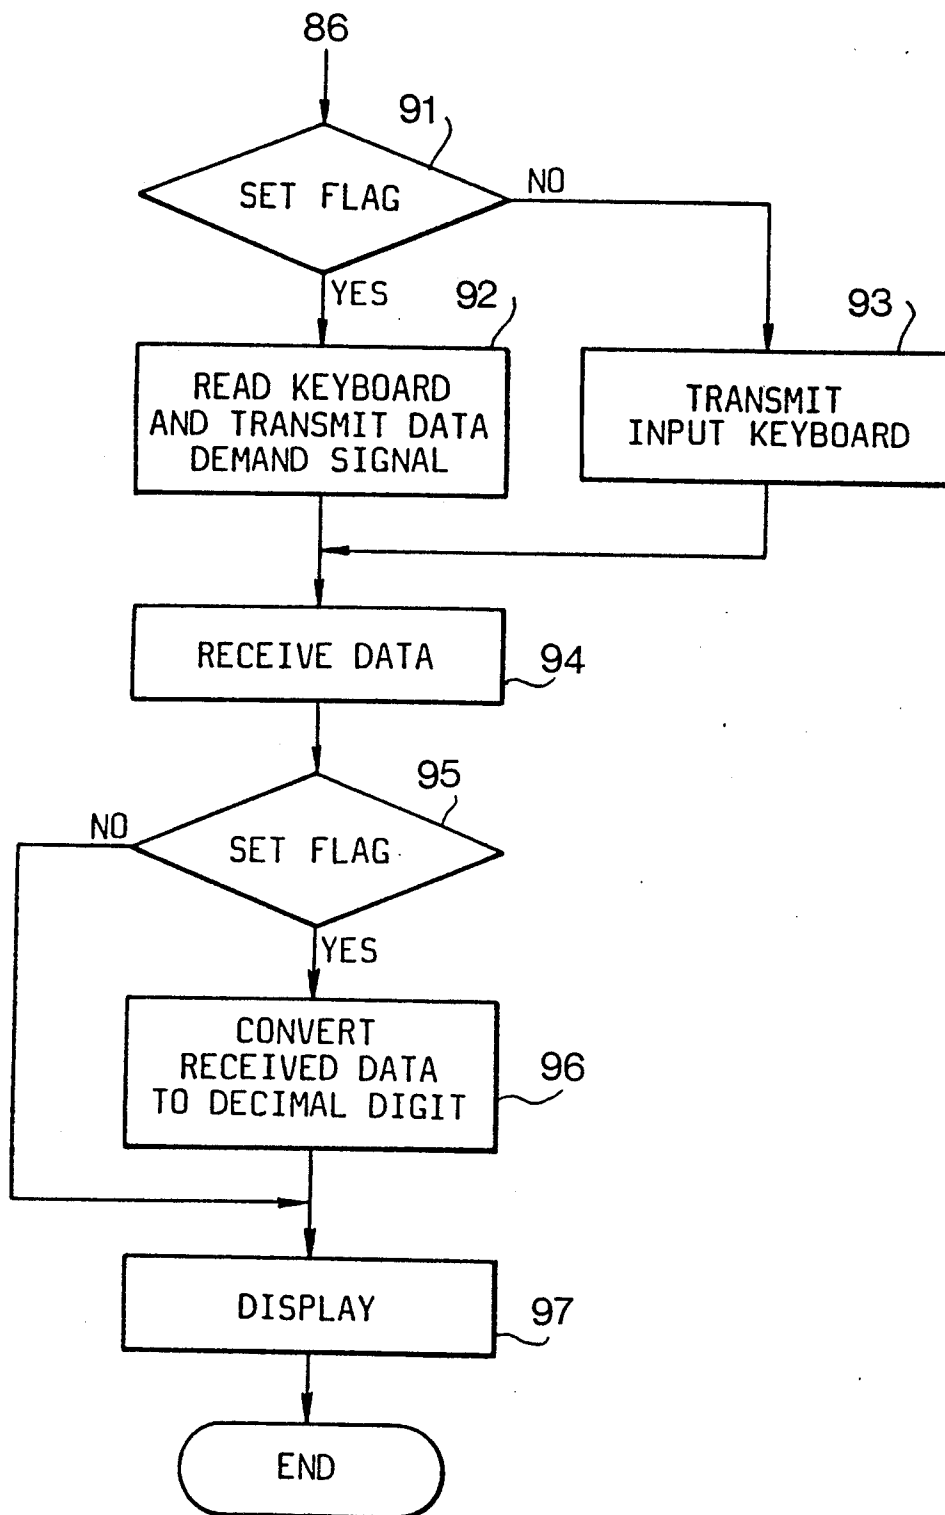 86
91
SET FLAG
NO
YES
92
93
READ KEYBOARD
AND TRANSMIT DATA
DEMAND SIGNAL
TRANSMIT
INPUT KEYBOARD
RECEIVE DATA
94
95
NO
SET FLAG
YES
CONVERT
RECEIVED DATA
TO DECIMAL DIGIT
96
DISPLAY
97
END